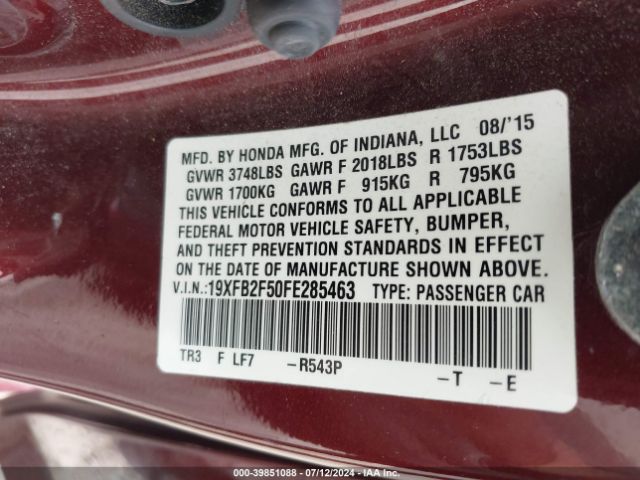 MFD. BY HONDA MFG. OF INDIANA, LLC 08/'15
GVWR 3748LBS GAWR F 2018LBS R 1753LBS
GVWR 1700KG GAWR F 915KG R 795KG
THIS VEHICLE CONFORMS TO ALL APPLICABLE
FEDERAL MOTOR VEHICLE SAFETY, BUMPER,
AND THEFT PREVENTION STANDARDS IN EFFECT
ON THE DATE OF MANUFACTURE SHOWN ABOVE.
V.I.N.:19XFB2F50FE285463 TYPE: PASSENGER CAR
TR3 F LF7 -R543P -T -E
000-39851088 - 07/12/2024 - IAA Inc.